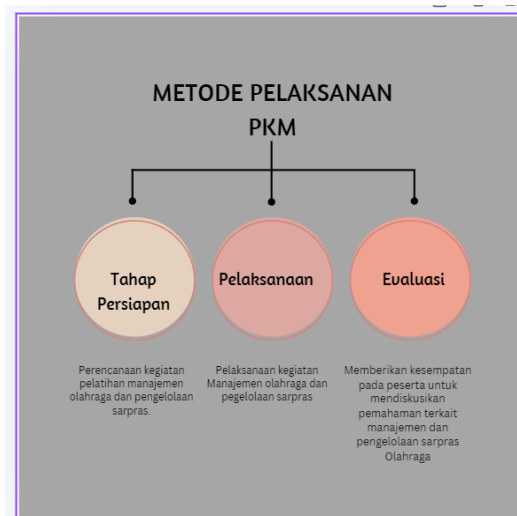 METODE PELAKSANAN
PKM
Tahap
Persiapan
Pelaksanaan
Evaluasi
Perencanaan kegiatan
pelatihan manajemen
olahraga dan pengelolaan
sarpras.
Pelaksanaan kegiatan
Manajemen olahraga dan
pegelolaan sarpras
Memberikan kesempatan
pada peserta untuk
mendiskusikan
pemahaman terkait
manajemen dan
pengelolaan sarpras
Olahraga